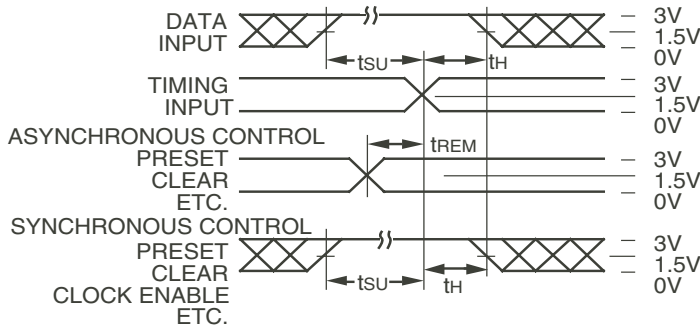 DATA
INPUT
3V
1.5V
0V
tSU
tH
TIMING
INPUT
3V
1.5V
0V
ASYNCHRONOUS CONTROL
tREM
PRESET
CLEAR
ETC.
3V
1.5V
0V
SYNCHRONOUS CONTROL
PRESET
CLEAR
CLOCK ENABLE
ETC.
3V
1.5V
0V
tSU
tH